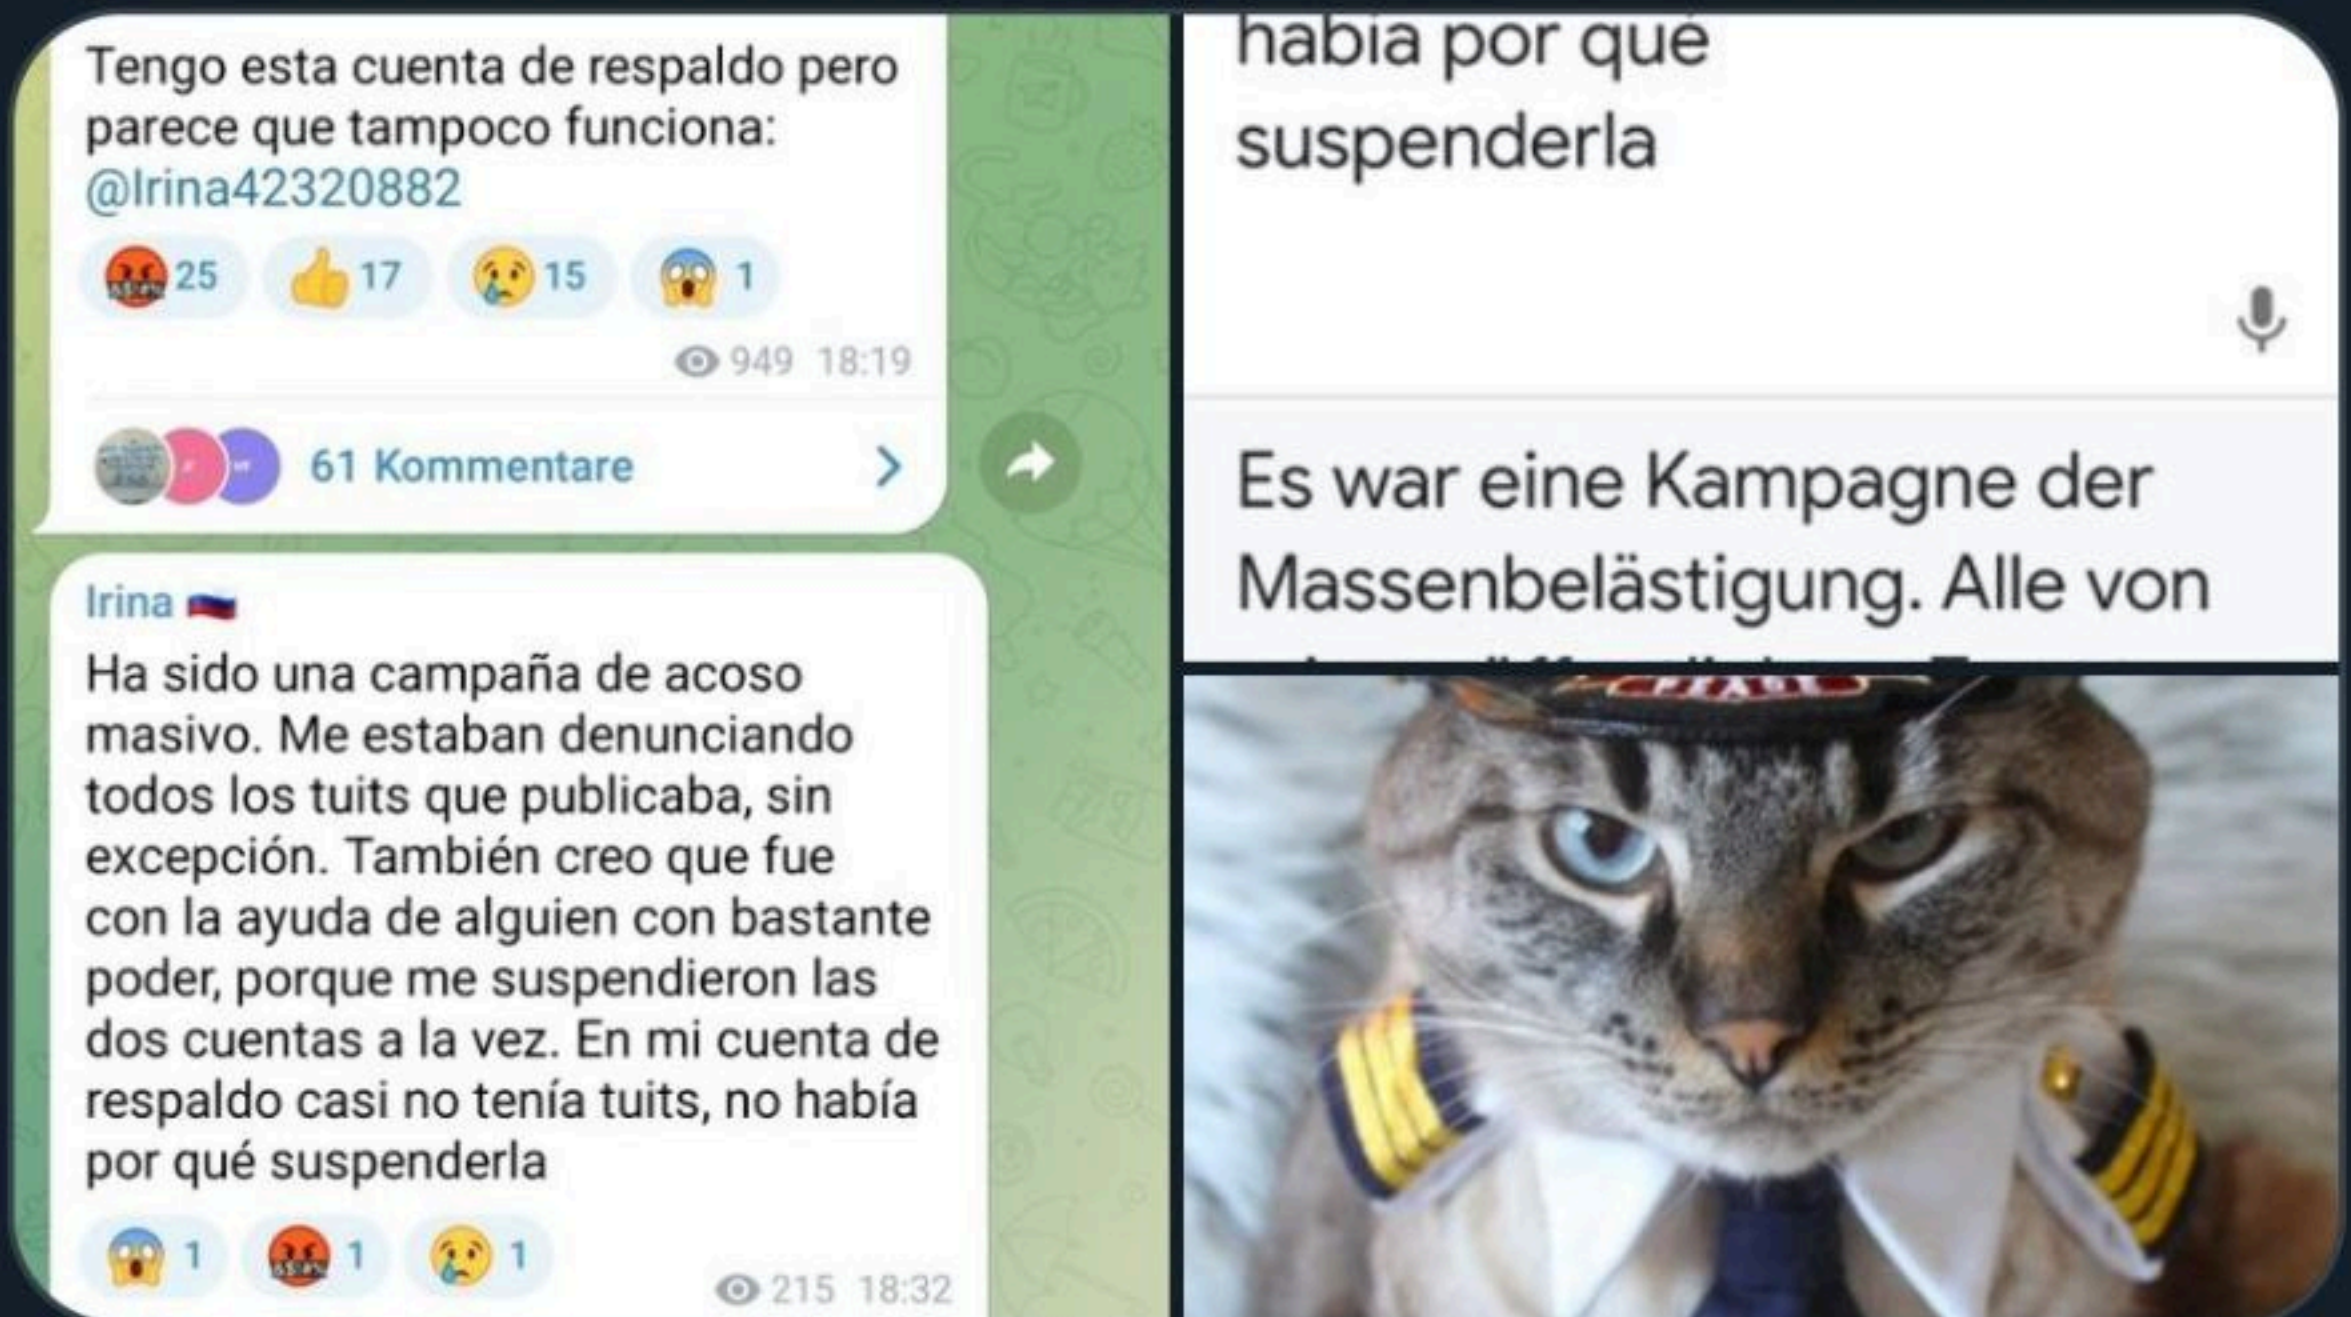 Tengo esta cuenta de respaldo pero
parece que tampoco funciona:
@Irina42320882
25 17 15 1
949 18:19
61 Kommentare
Irina
Ha sido una campaña de acoso
masivo. Me estaban denunciando
todos los tuits que publicaba, sin
excepción. También creo que fue
con la ayuda de alguien con bastante
poder, porque me suspendieron las
dos cuentas a la vez. En mi cuenta de
respaldo casi no tenía tuits, no había
por qué suspenderla
1 1 1
215 18:32
había por qué
suspenderla
Es war eine Kampagne der
Massenbelästigung. Alle von